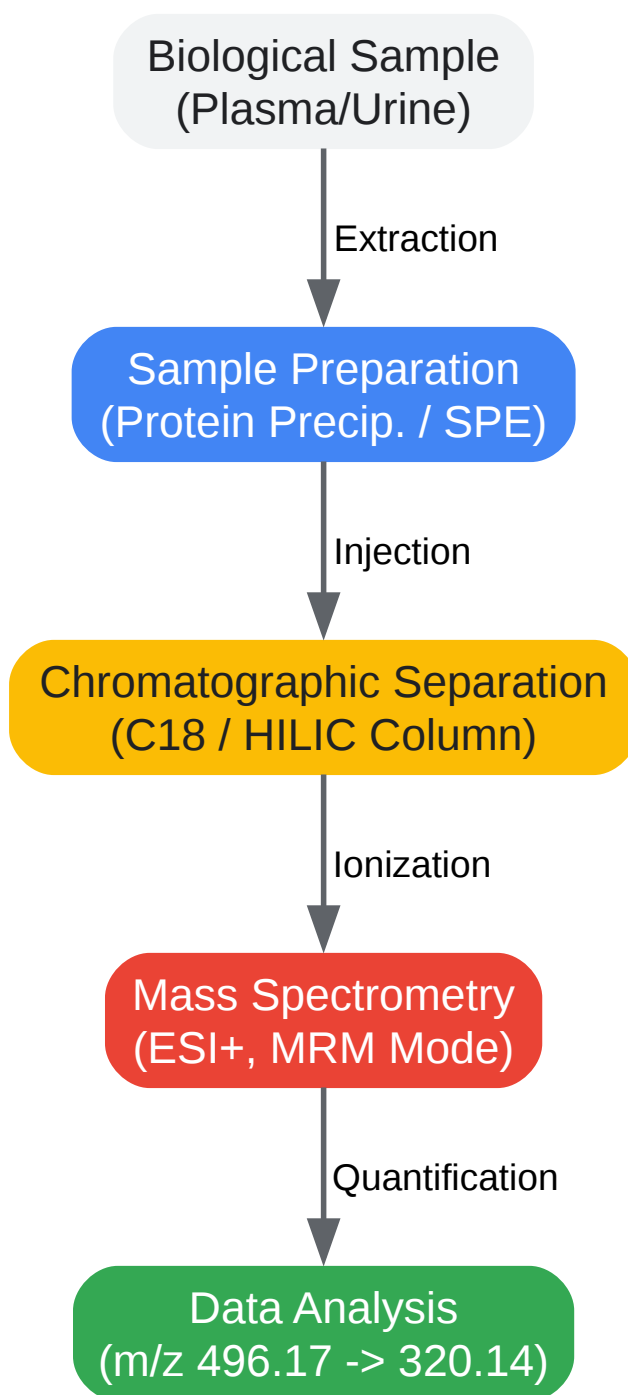 Biological Sample
(Plasma/Urine)
Extraction
Sample Preparation
(Protein Precip. / SPE)
Injection
Chromatographic Separation
(C18 / HILIC Column)
Ionization
Mass Spectrometry
(ESI+, MRM Mode)
Quantification
Data Analysis
(m/z 496.17 -> 320.14)